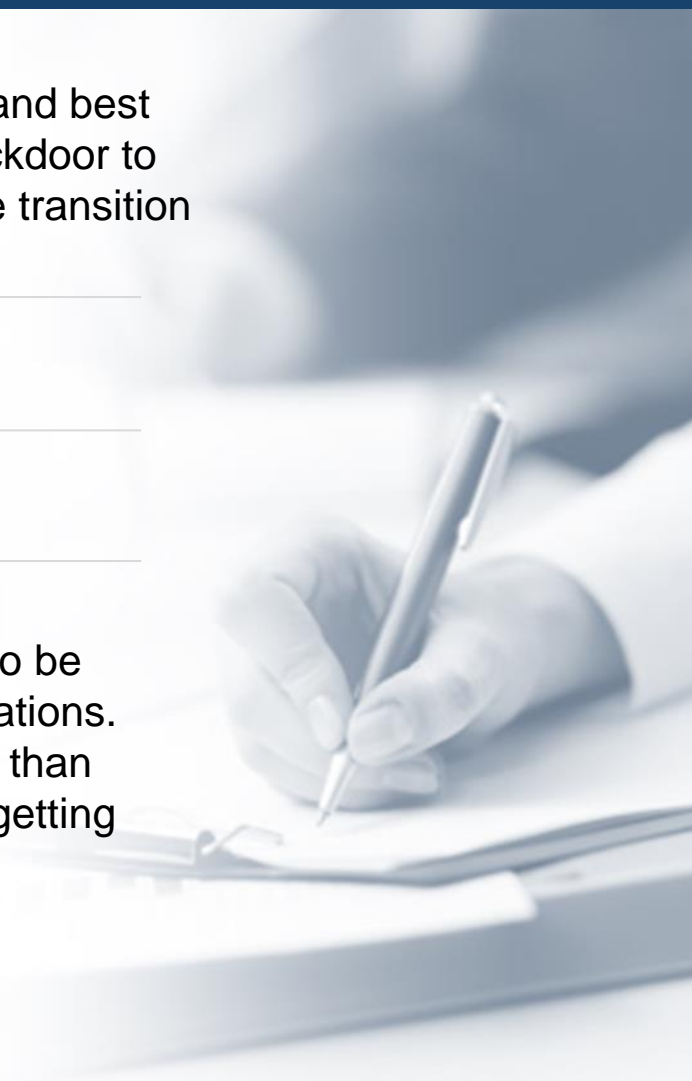 and best
ckdoor to
e transition
o be
ations.
than
getting